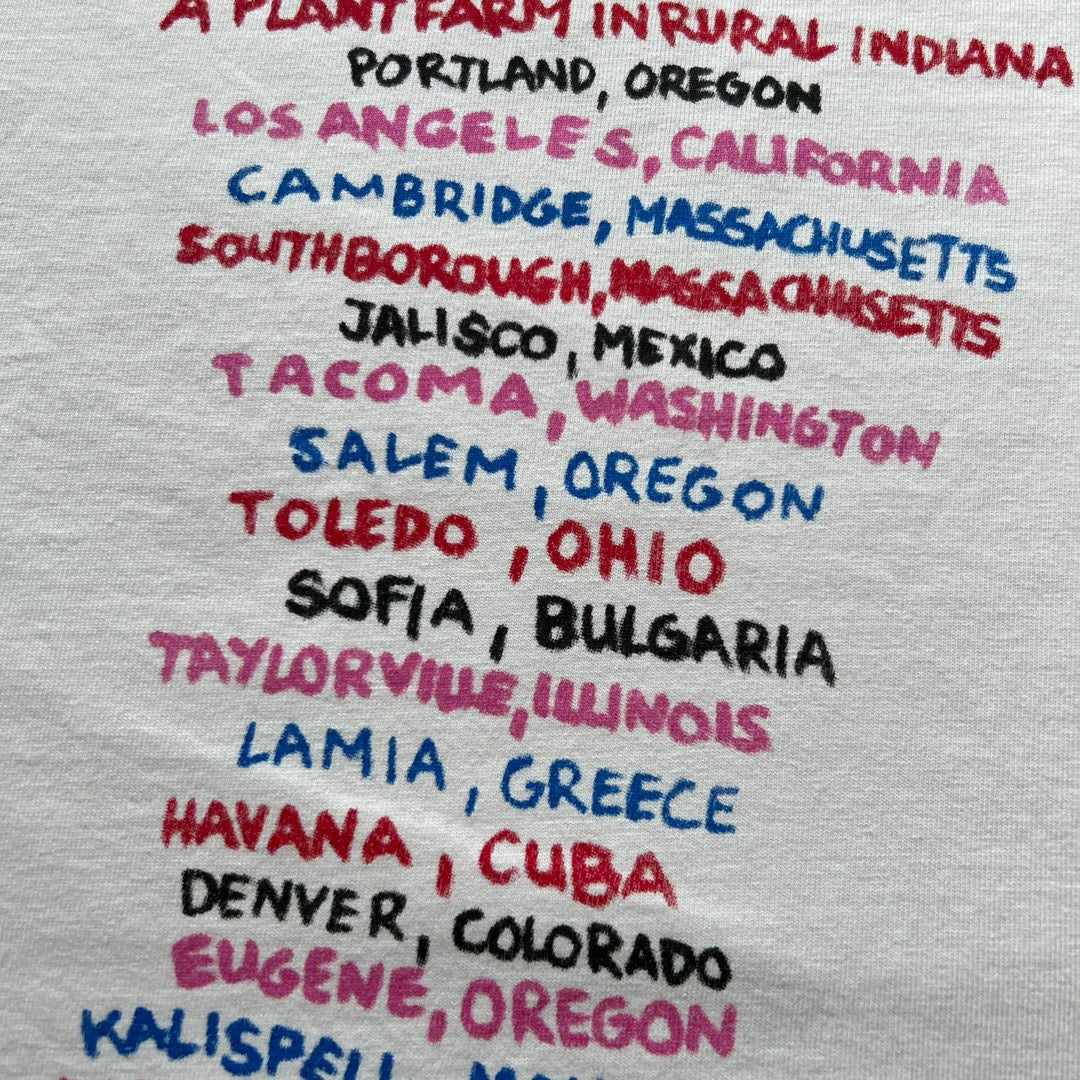 A PLANT FARM IN RURAL INDIANA
PORTLAND, OREGON
LOS ANGELES, CALIFORNIA
CAMBRIDGE, MASSACHUSETTS
SOUTHBOROUGH, MASSACHUSETTS
JALISCO, MEXICO
TACOMA, WASHINGTON
SALEM, OREGON
TOLEDO, OHIO
SOFIA, BULGARIA
TAYLORVILLE, ILLINOIS
LAMIA, GREECE
HAVANA, CUBA
DENVER, COLORADO
EUGENE, OREGON
KALISPELL,